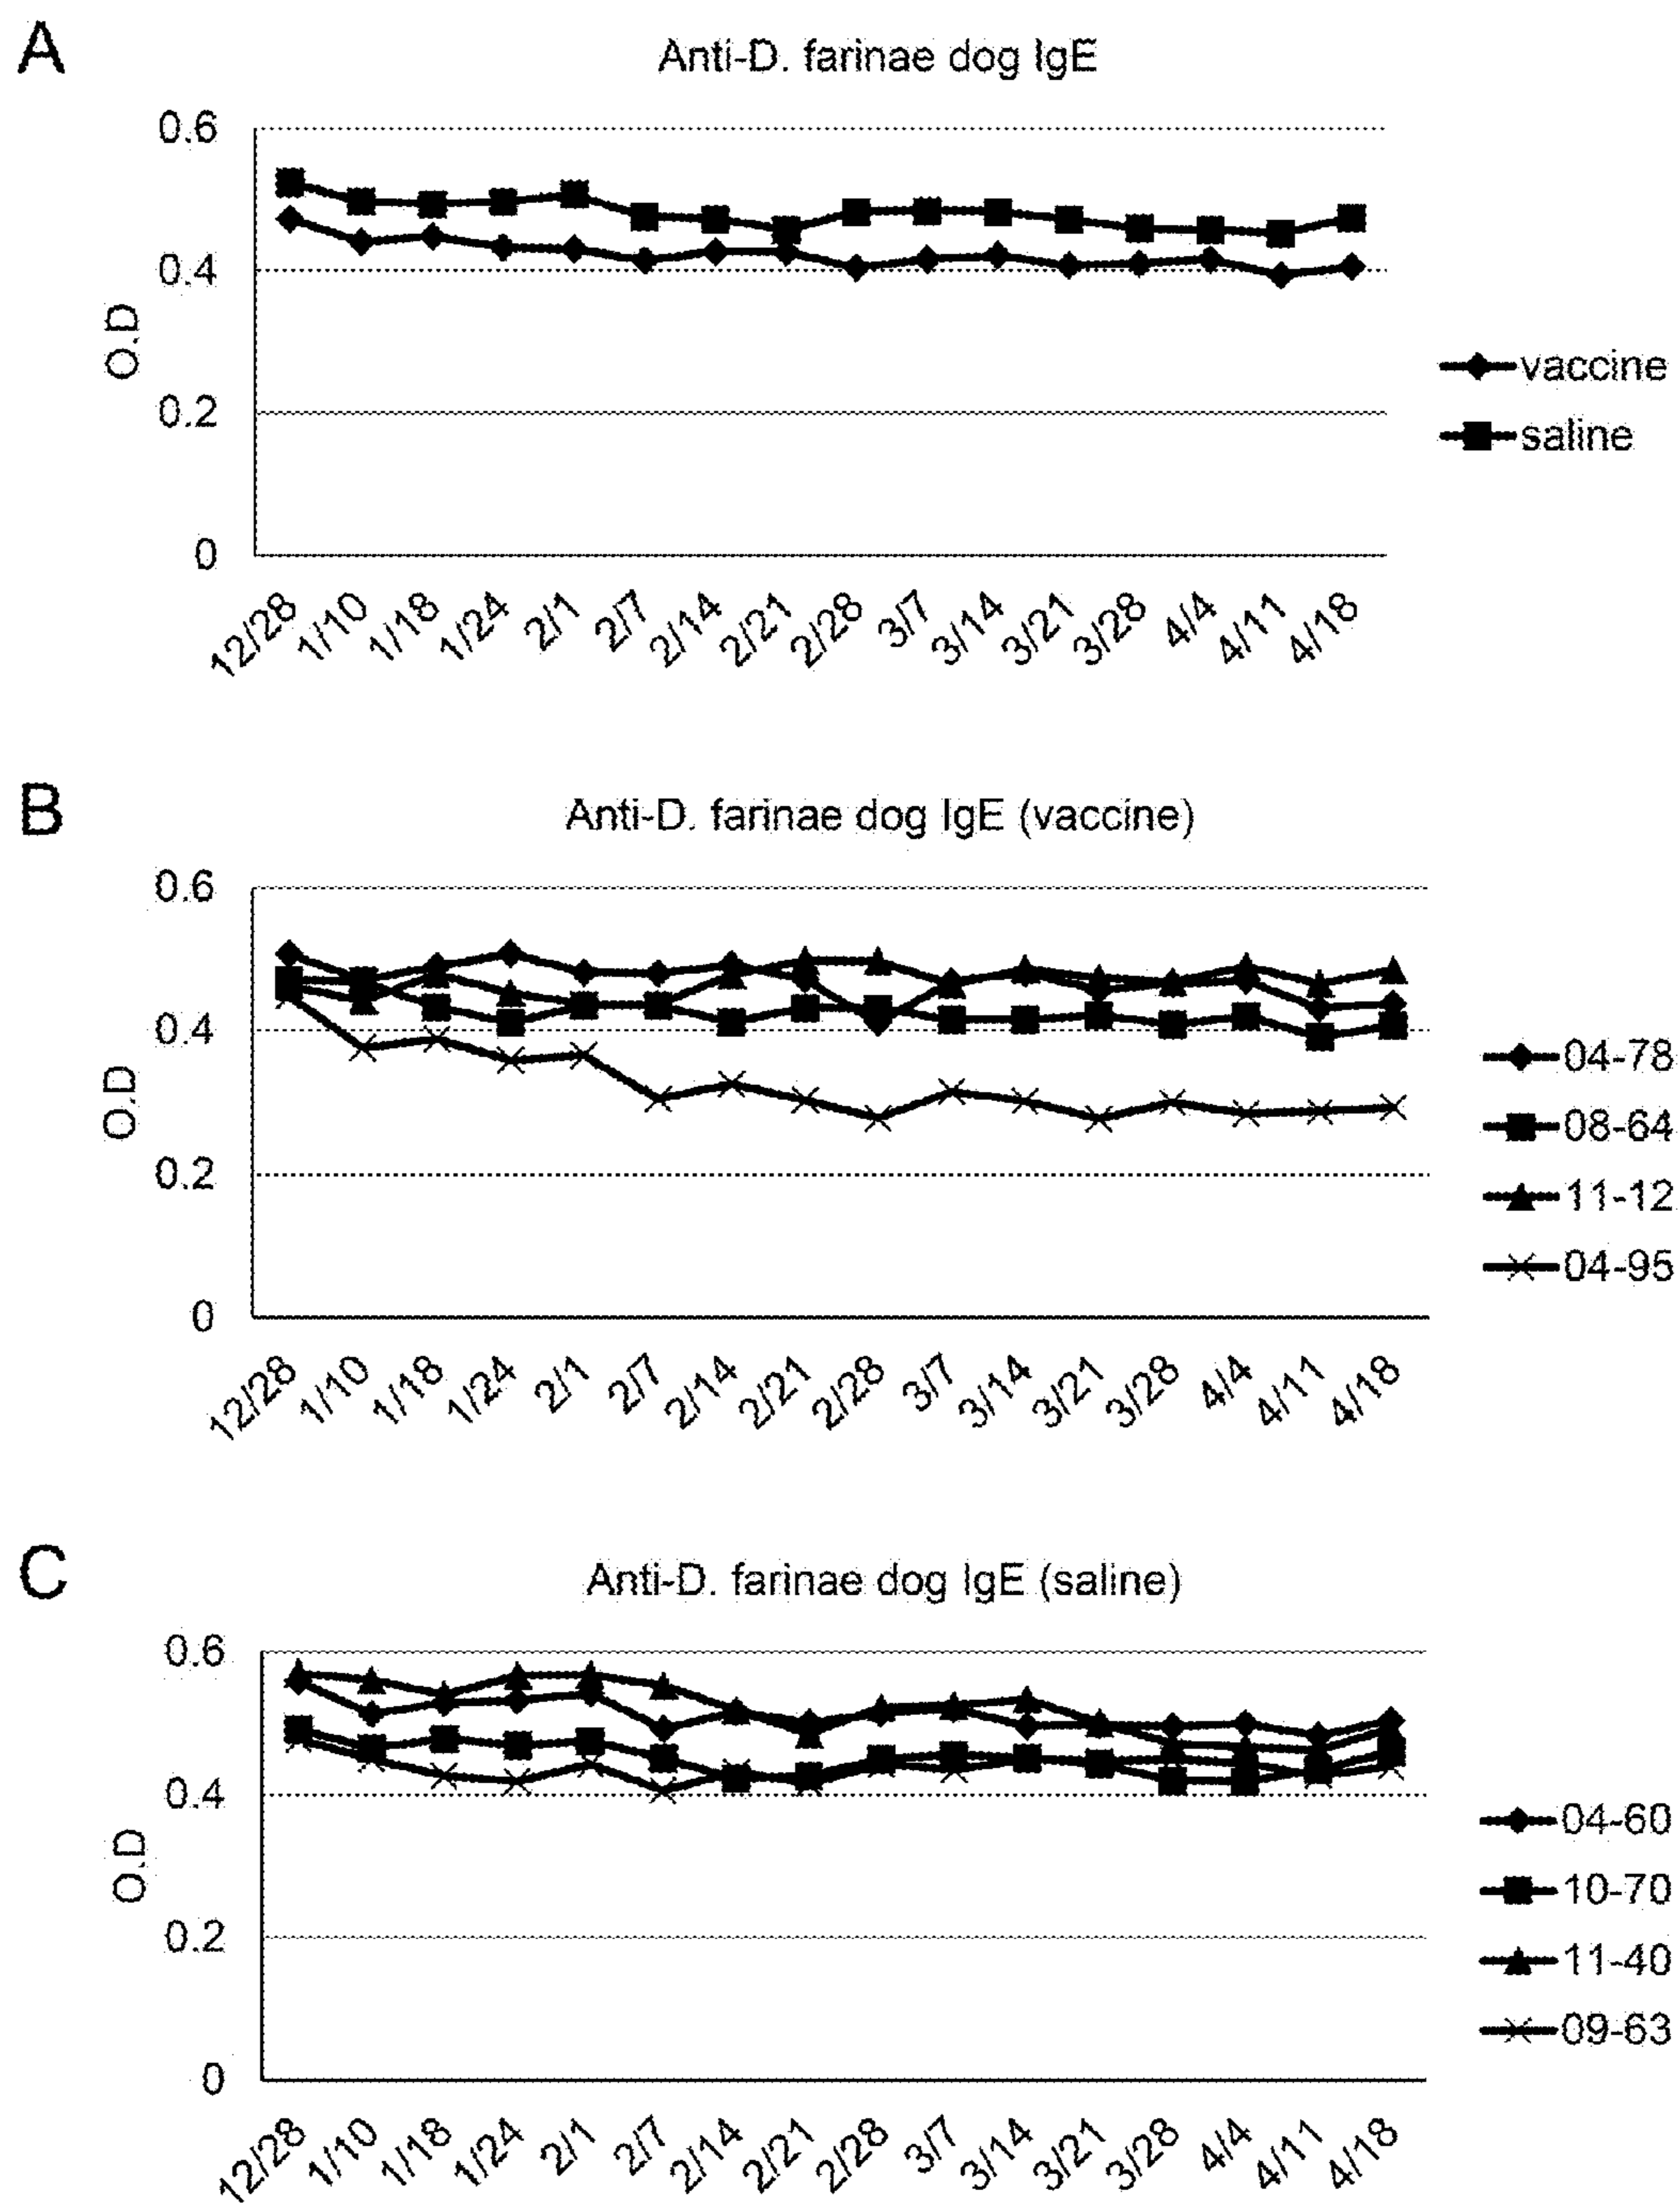 A
Anti-D. farinae dog IgE
0.6
0.4
0.2
0
O.D
12/28 1/10 1/18 1/24 2/1 2/7 2/14 2/21 2/28 3/7 3/14 3/21 3/28 4/4 4/11 4/18
vaccine
saline
B
Anti-D. farinae dog IgE (vaccine)
0.6
0.4
0.2
0
O.D
12/28 1/10 1/18 1/24 2/1 2/7 2/14 2/21 2/28 3/7 3/14 3/21 3/28 4/4 4/11 4/18
04-78
08-64
11-12
04-95
C
Anti-D. farinae dog IgE (saline)
0.6
0.4
0.2
0
O.D
12/28 1/10 1/18 1/24 2/1 2/7 2/14 2/21 2/28 3/7 3/14 3/21 3/28 4/4 4/11 4/18
04-60
10-70
11-40
09-63